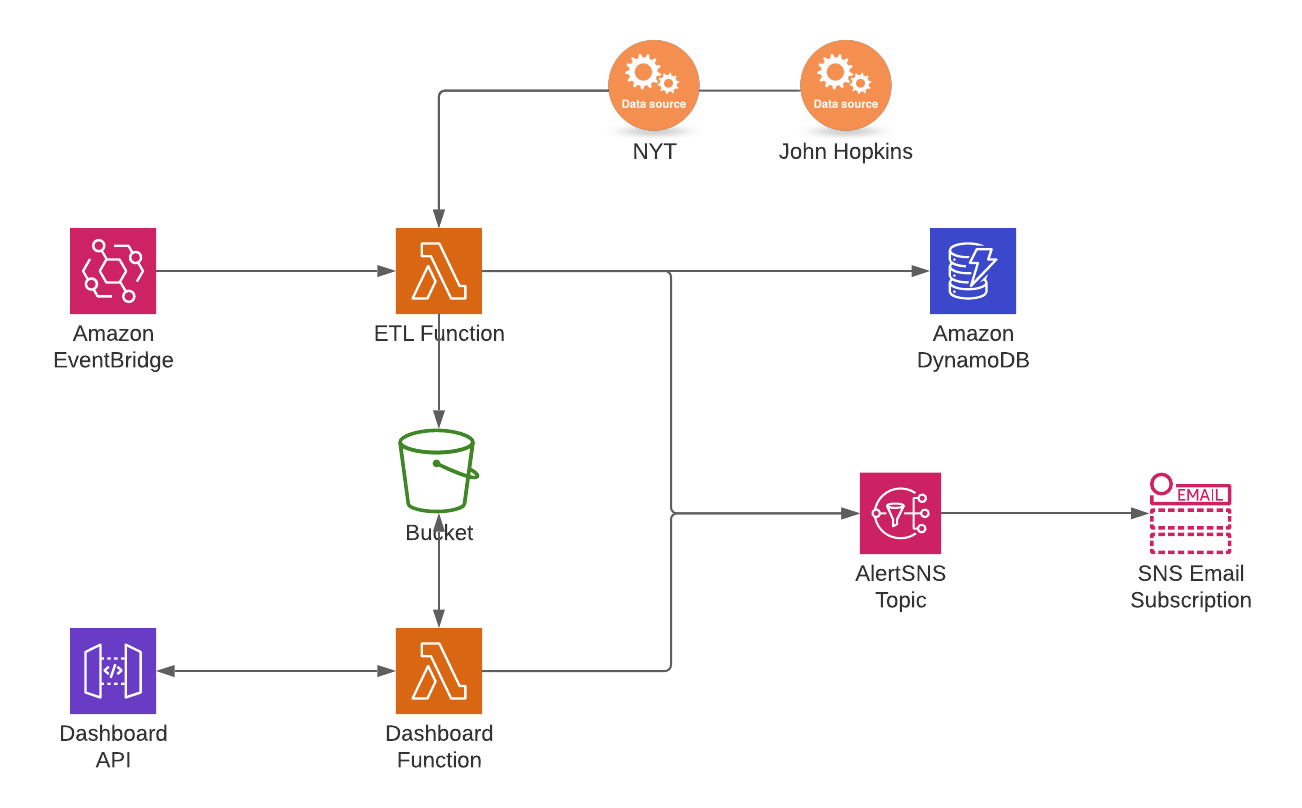 Data source
Data source
NYT
John Hopkins
Amazon
EventBridge
ETL Function
Amazon
DynamoDB
Bucket
EMAIL
AlertSNS
Topic
SNS Email
Subscription
</>
Dashboard
API
Dashboard
Function